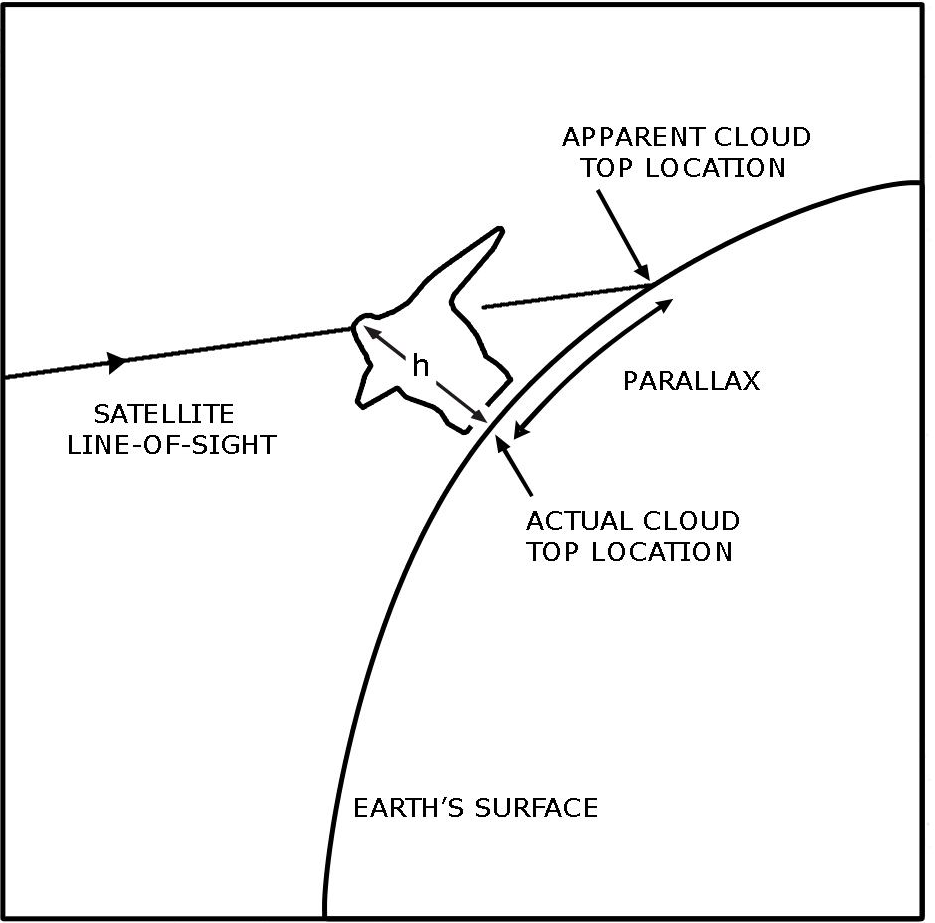 APPARENT CLOUD
TOP LOCATION
h
PARALLAX
SATELLITE
LINE-OF-SIGHT
ACTUAL CLOUD
TOP LOCATION
EARTH'S SURFACE